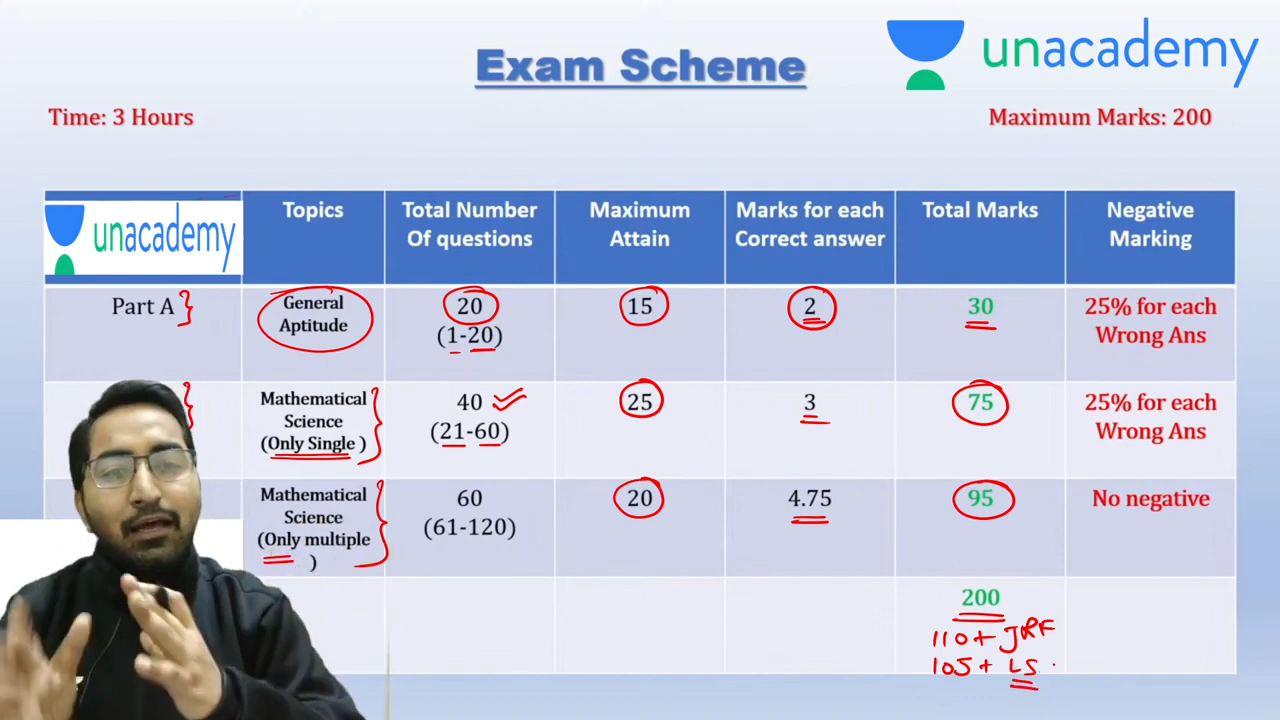 Exam Scheme
unacademy
Time: 3 Hours
Maximum Marks: 200
unacademy
Topics
Total Number
Of questions
Maximum
Attain
Marks for each
Correct answer
Total Marks
Negative
Marking
Part A
General
Aptitude
20
(1-20)
15
2
30
25% for each
Wrong Ans
Mathematical
Science
(Only Single )
40
(21-60)
25
3
75
25% for each
Wrong Ans
Mathematical
Science
(Only multiple
)
60
(61-120)
20
4.75
95
No negative
200
110+ JRF
105+ LS